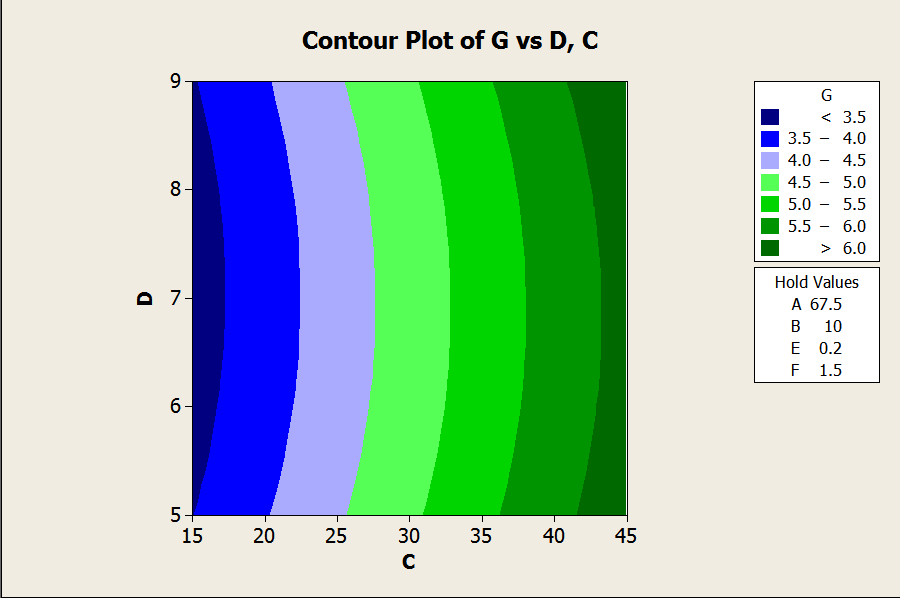 Contour Plot of G vs D, C
9
8
D
7
6
5
15 20 25 30 35 40 45
C
G
< 3.5
3.5 – 4.0
4.0 – 4.5
4.5 – 5.0
5.0 – 5.5
5.5 – 6.0
> 6.0
Hold Values
A 67.5
B 10
E 0.2
F 1.5